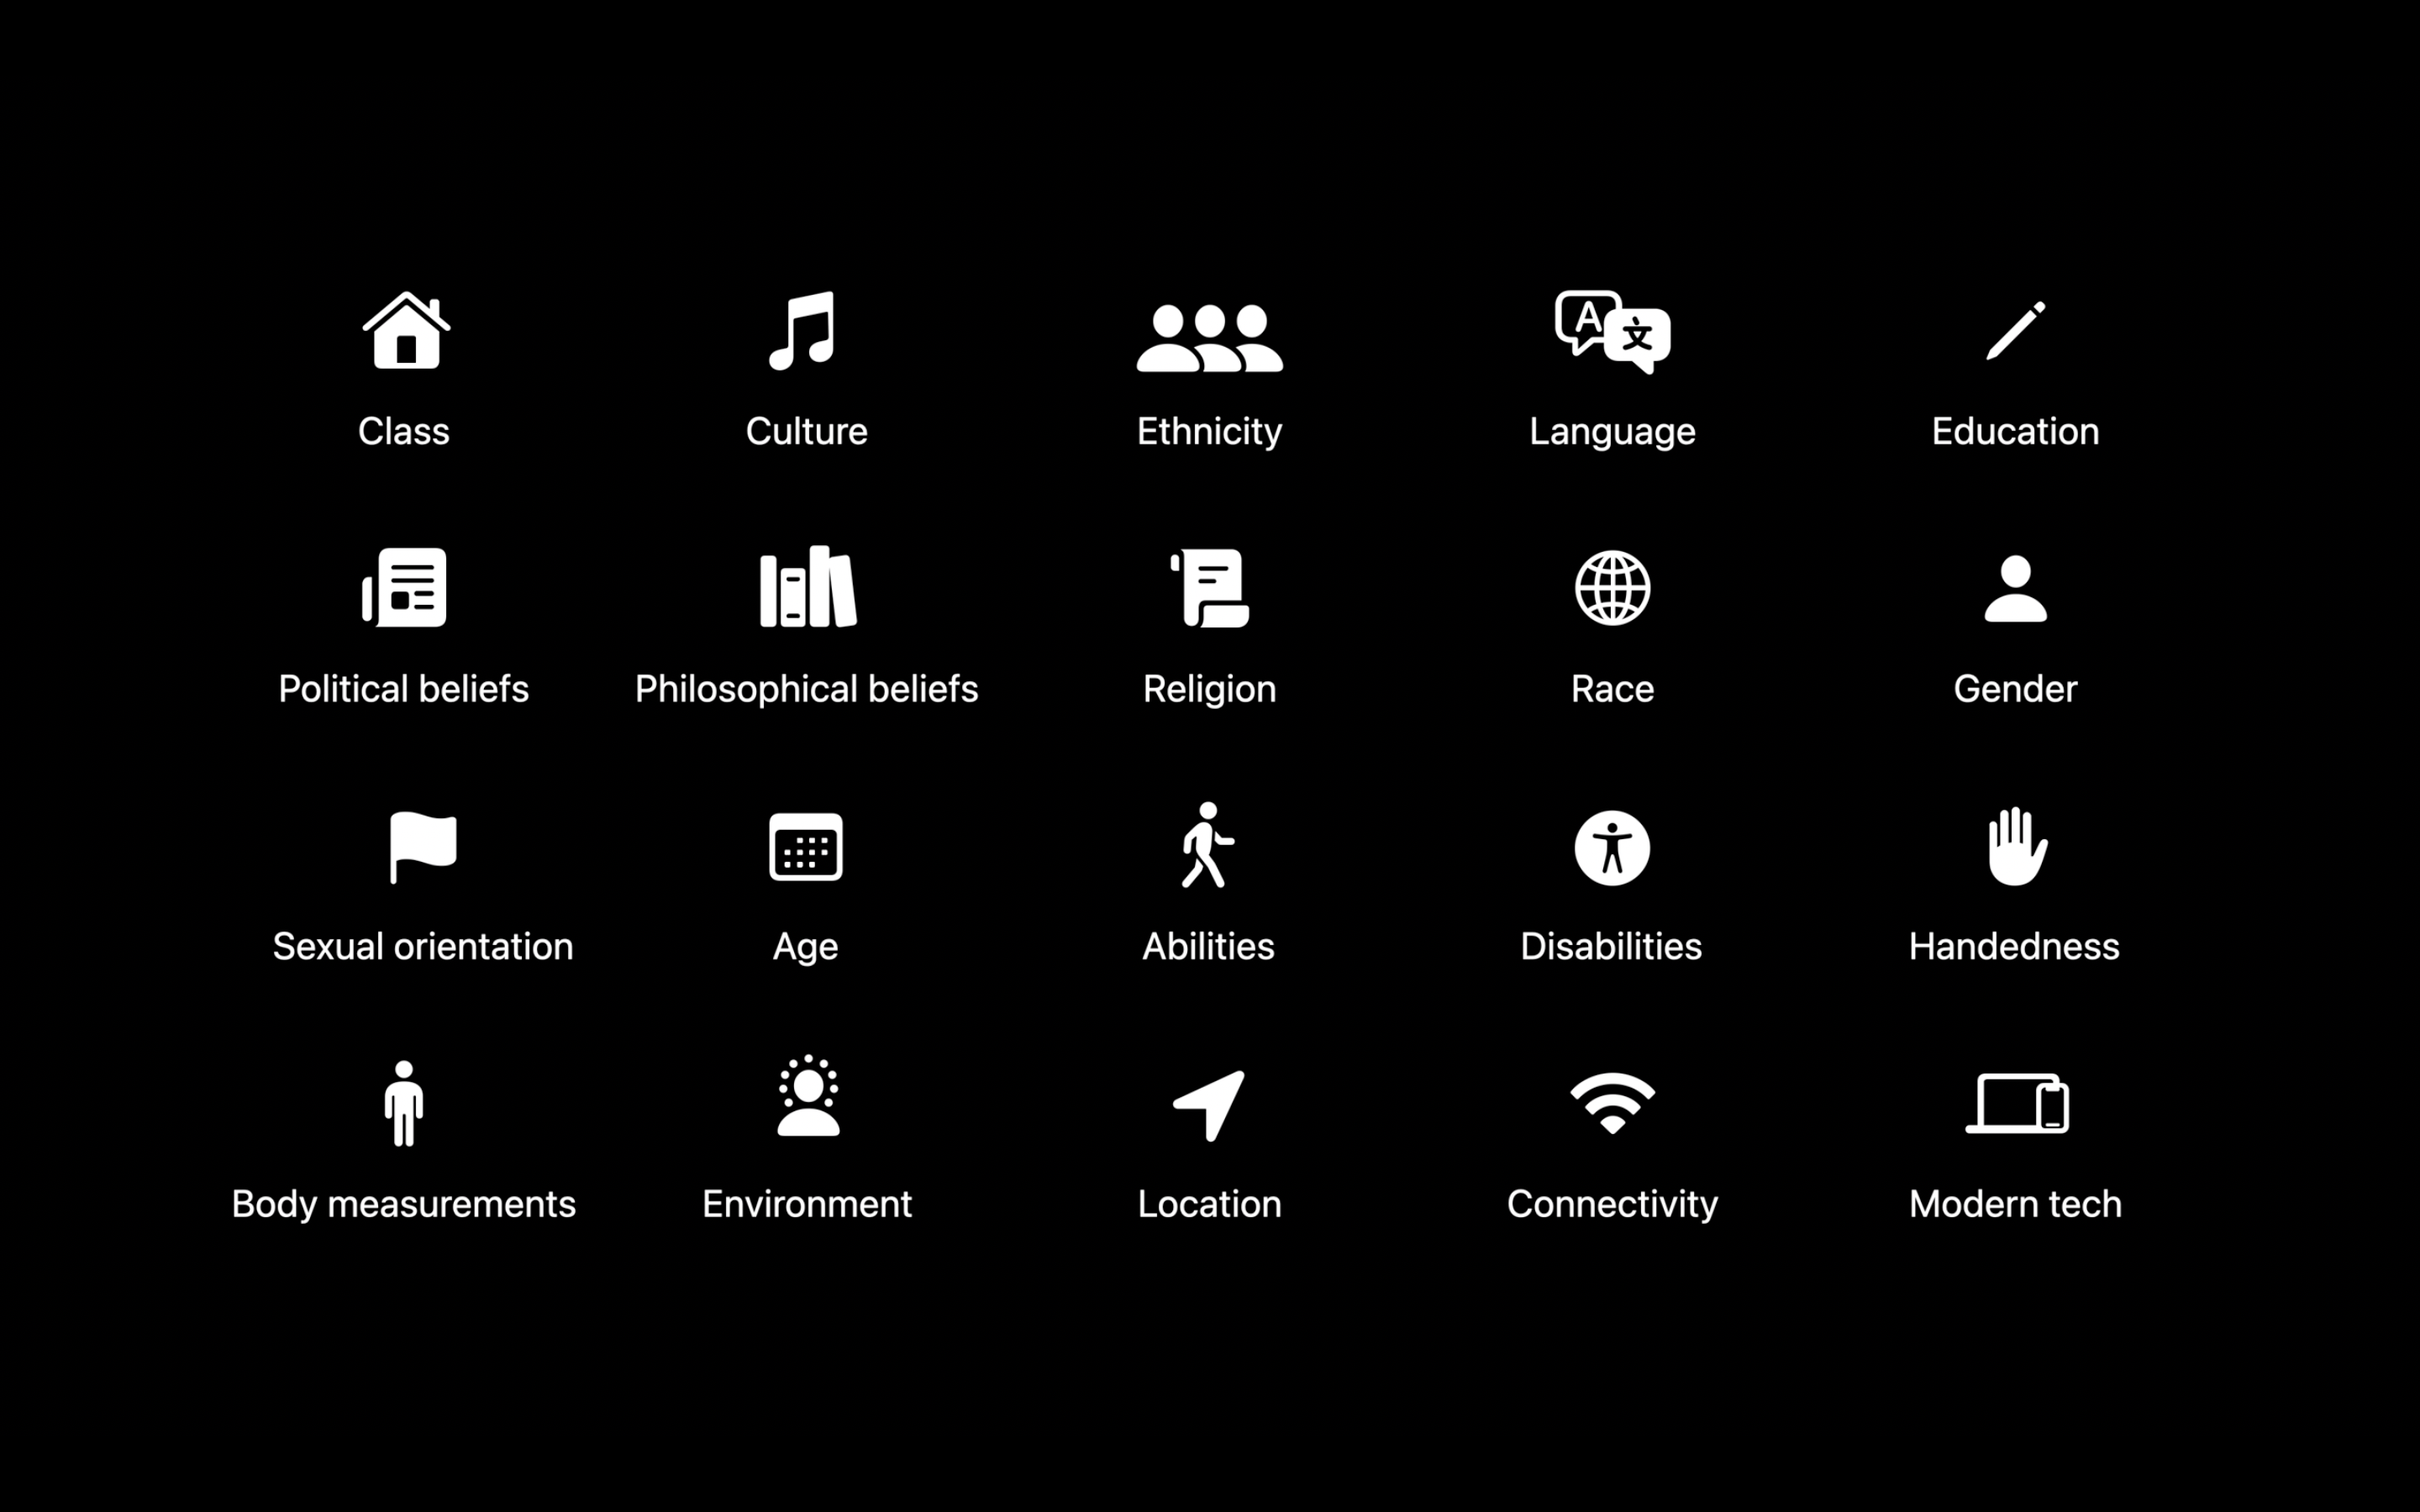 A 文
Class
Culture
Ethnicity
Language
Education
Political beliefs
Philosophical beliefs
Religion
Race
Gender
Sexual orientation
Age
Abilities
Disabilities
Handedness
Body measurements
Environment
Location
Connectivity
Modern tech